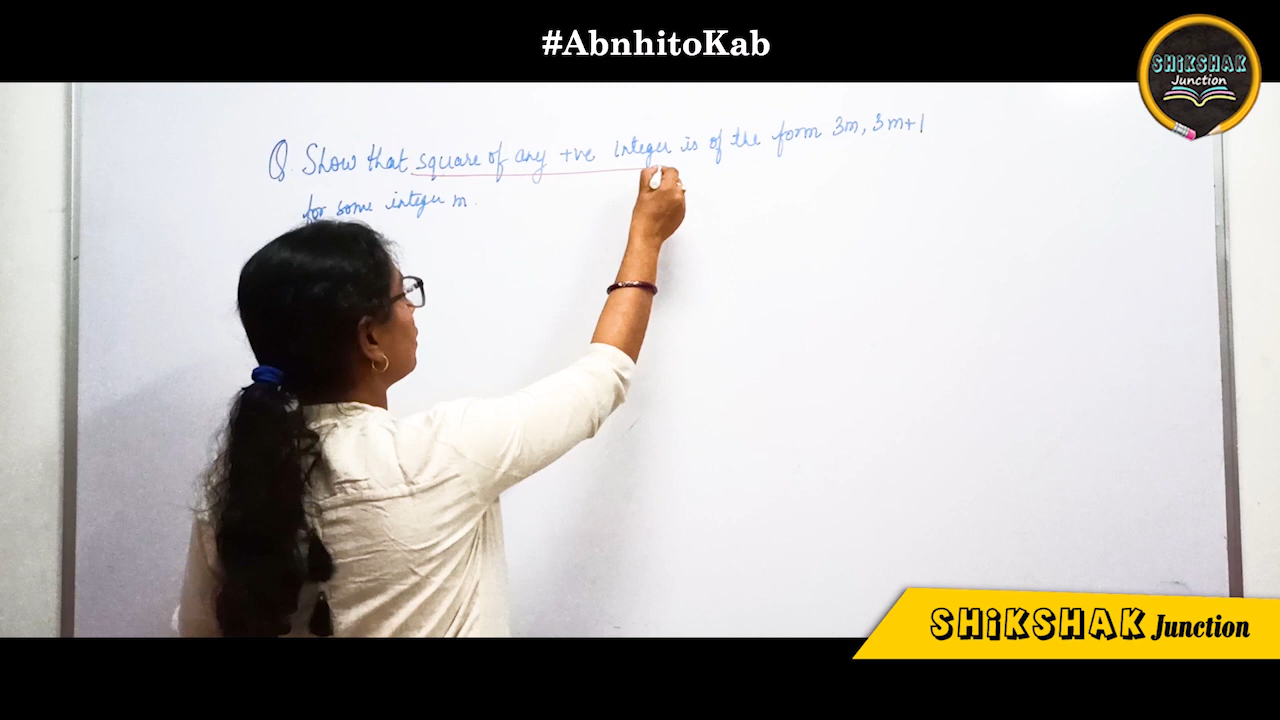 #AbnhitoKab
SHiKSHAK
Junction
Q. Show that square of any +ve integer is of the form 3m, 3m+1
for some integer m.
SHiKSHAK Junction